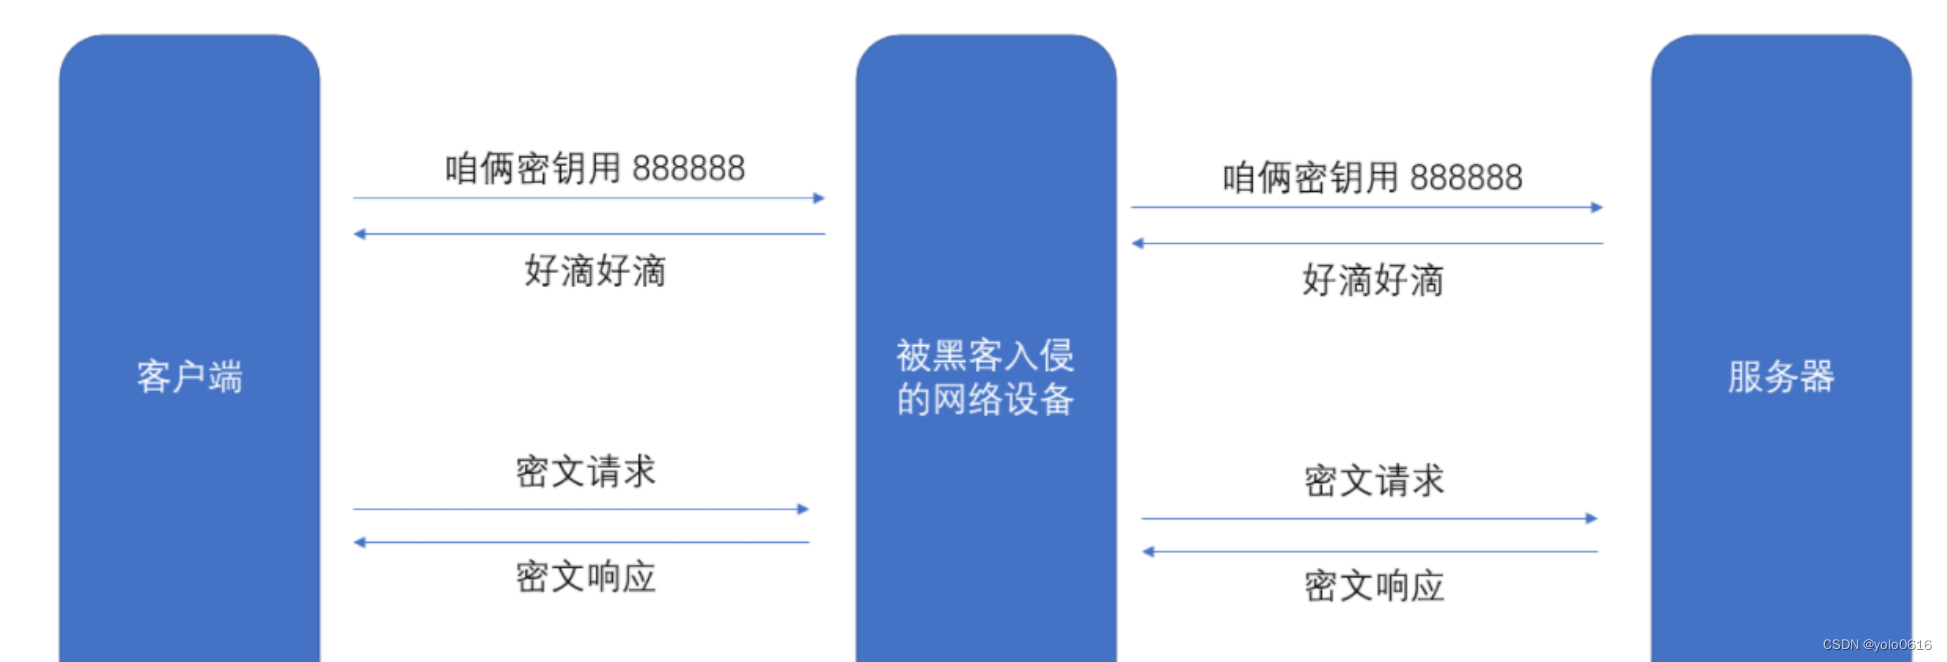 咱俩密钥用 888888
好滴好滴
咱俩密钥用 888888
好滴好滴
客户端
被黑客入侵
的网络设备
服务器
密文请求
密文响应
密文请求
密文响应
CSDN @yolo0616